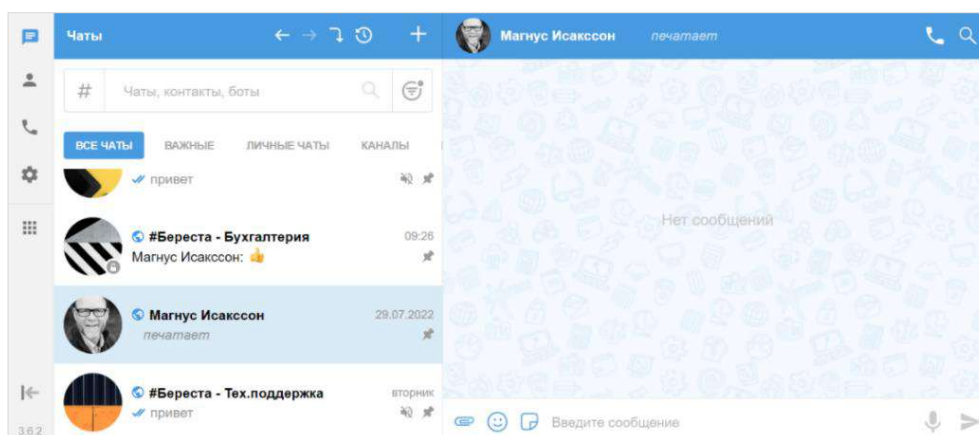 Чаты
Магнус Исакссон печатает
# Чаты, контакты, боты
ВСЕ ЧАТЫ ВАЖНЫЕ ЛИЧНЫЕ ЧАТЫ КАНАЛЫ
привет
#Береста - Бухгалтерия 09:26
Магнус Исакссон: 👍
Нет сообщений
Магнус Исакссон 29.07.2022
печатает
#Береста - Тех.поддержка вторник
привет
Введите сообщение
3.6.2